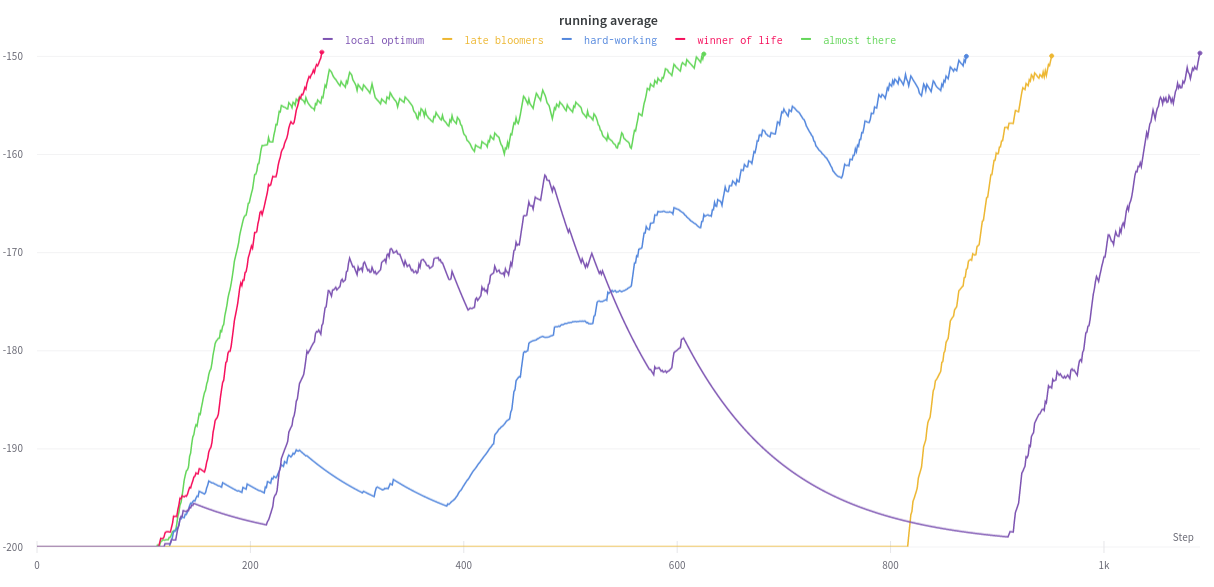 running average
local optimum late bloomers hard-working winner of life almost there
-150
-160
-170
-180
-190
-200
Step
0 200 400 600 800 1k